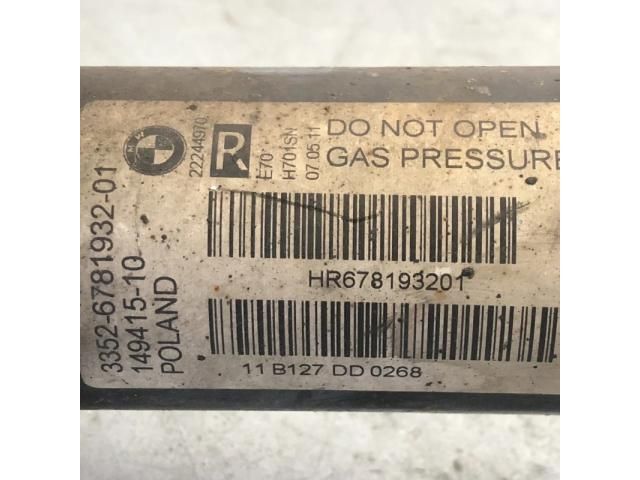 3352-6781932-01
149415-10
POLAND
BMW
22244970
R
E70
H701SN
07.05.11
DO NOT OPEN
GAS PRESSURE
HR678193201
11 B127 DD 0268